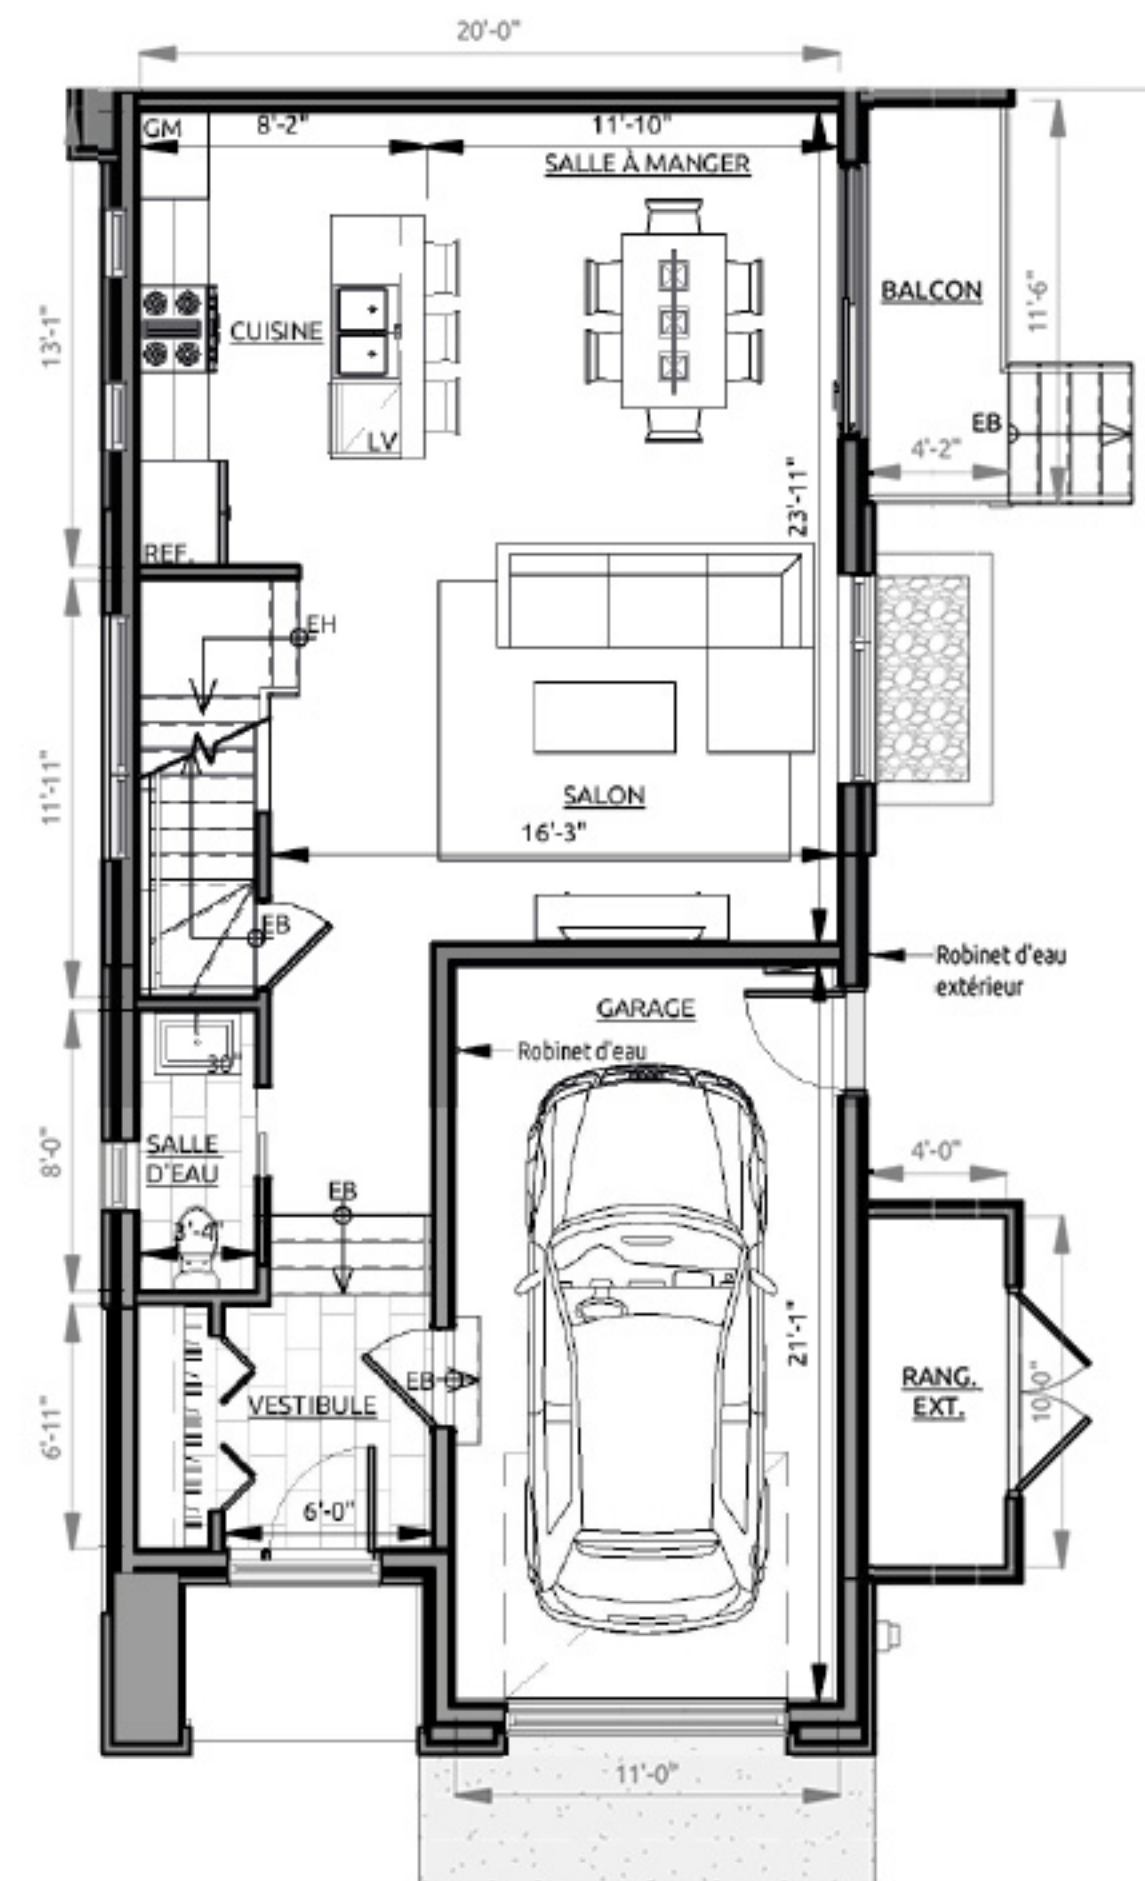 20'-0"
GM
8'-2"
11'-10"
SALLE À MANGER
BALCON
11'-6"
13'-1"
CUISINE
LV
EB
4'-2"
23'-11"
REF.
EH
11'-11"
SALON
16'-3"
EB
Robinet d'eau
extérieur
GARAGE
Robinet d'eau
30"
8'-0"
SALLE
D'EAU
4'-0"
EB
3'-4"
21'-1"
EB
RANG.
EXT.
10'-0"
VESTIBULE
6'-11"
6'-0"
11'-0"